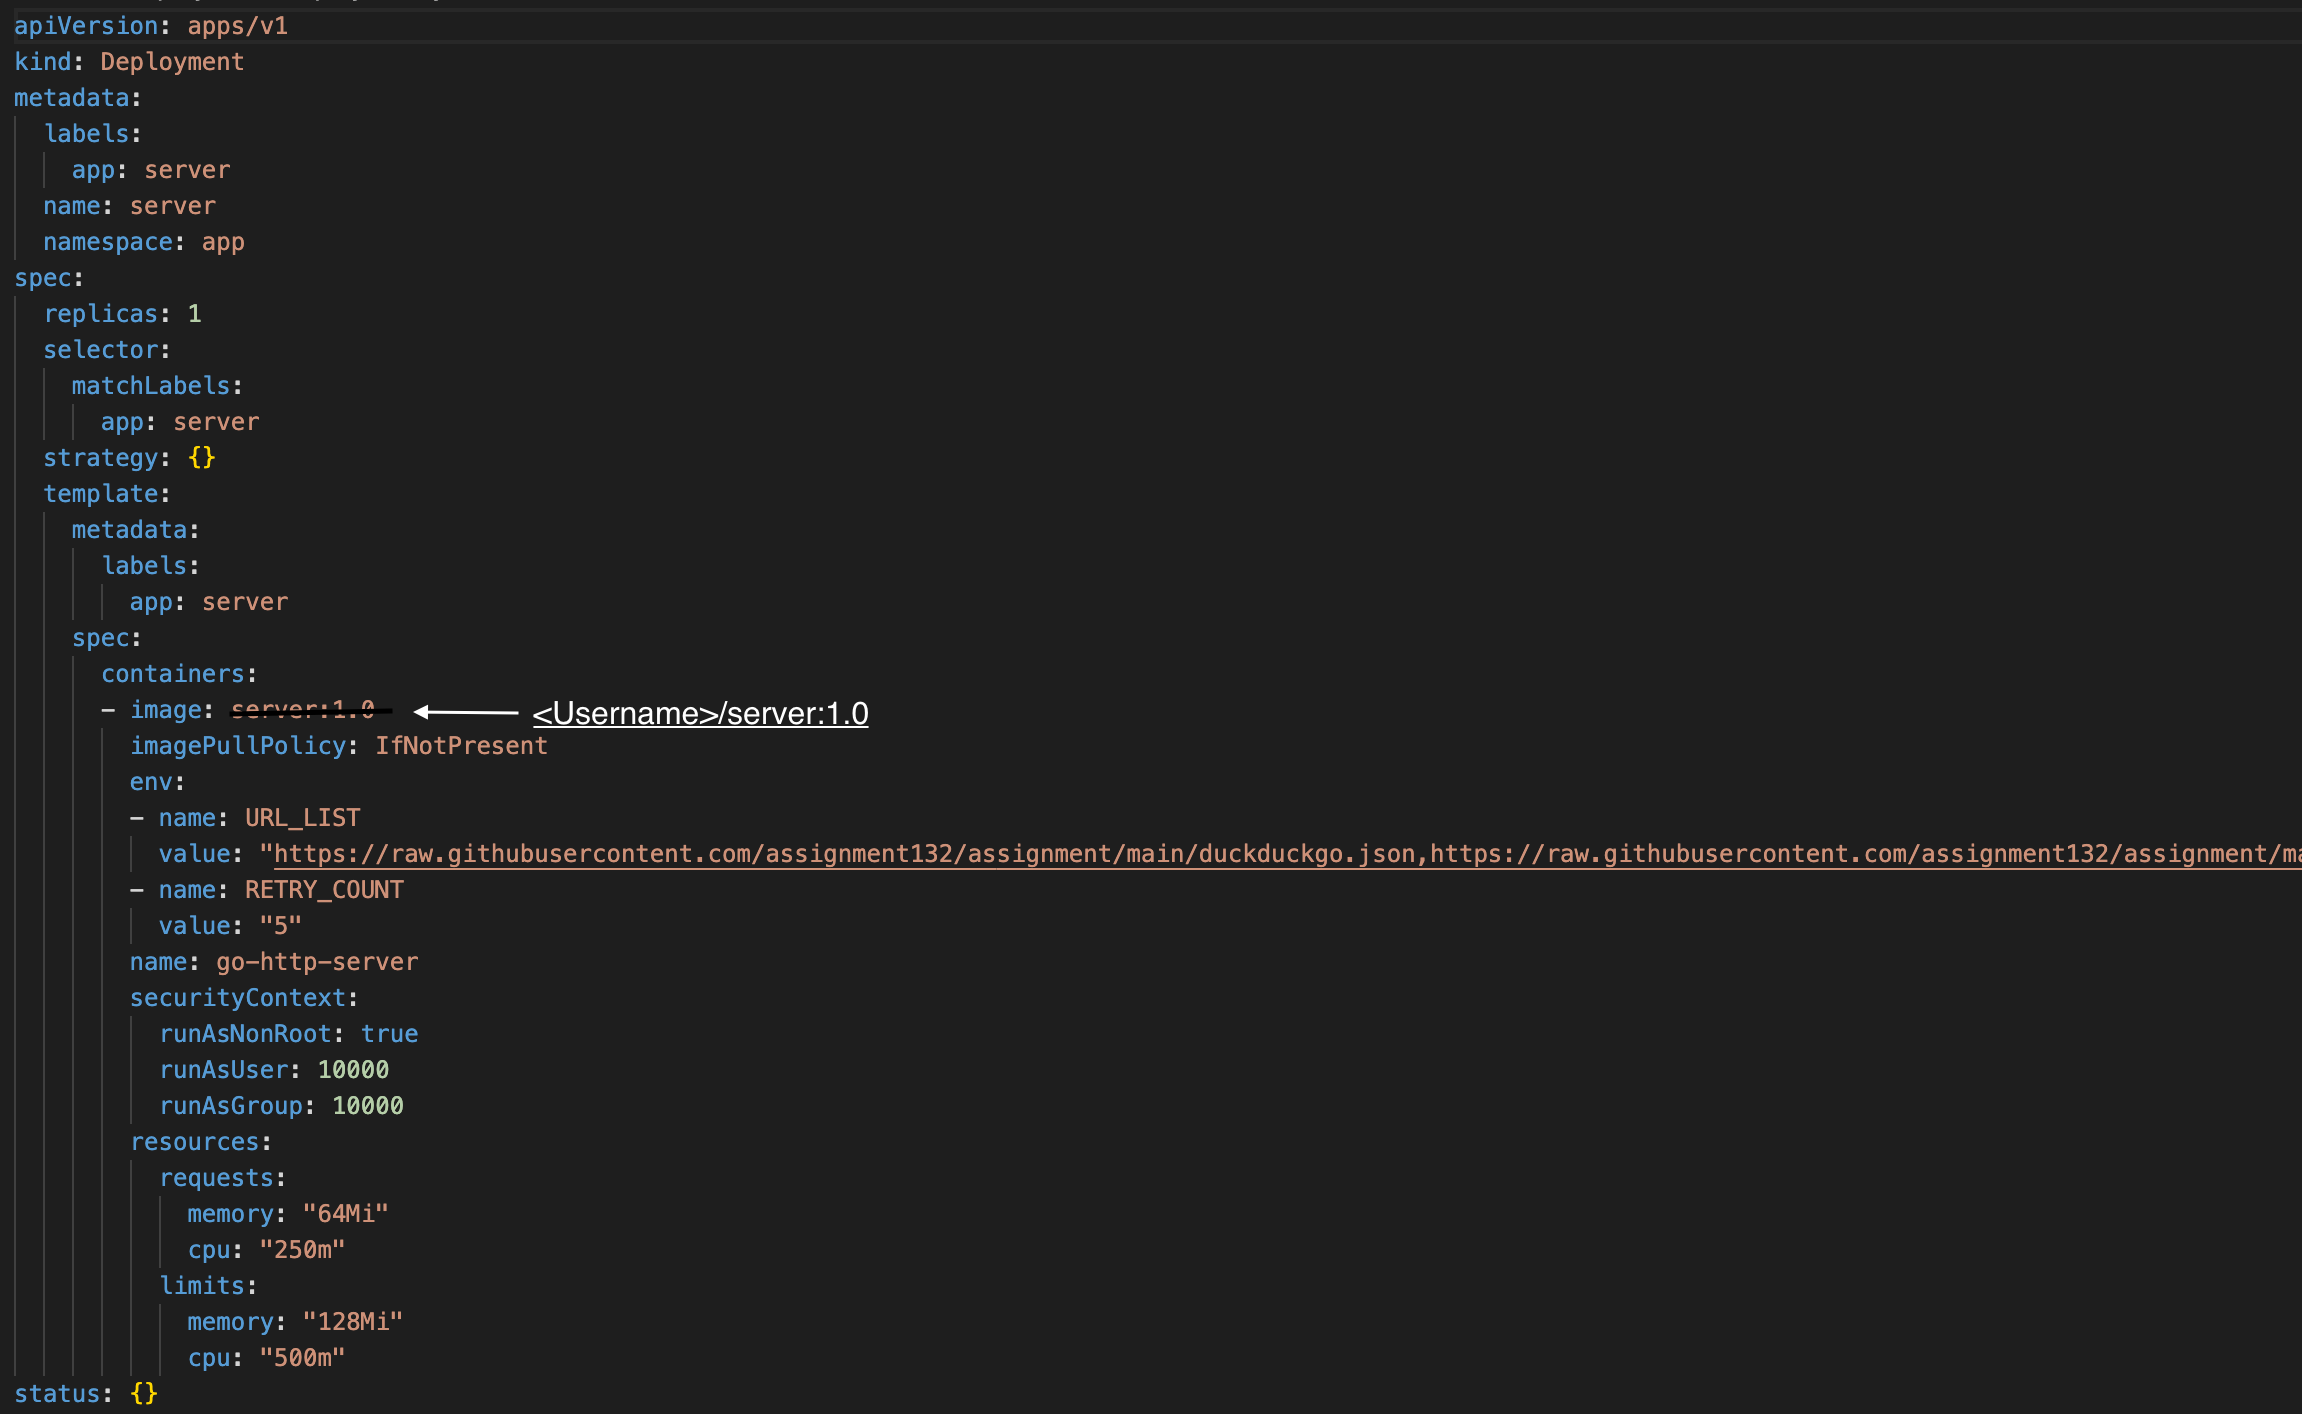 apiVersion: apps/v1
kind: Deployment
metadata:
  labels:
    app: server
  name: server
  namespace: app
spec:
  replicas: 1
  selector:
    matchLabels:
      app: server
  strategy: {}
  template:
    metadata:
      labels:
        app: server
    spec:
      containers:
      - image: server:1.0 <Username>/server:1.0
        imagePullPolicy: IfNotPresent
        env:
        - name: URL_LIST
          value: "https://raw.githubusercontent.com/assignment132/assignment/main/duckduckgo.json,https://raw.githubusercontent.com/assignment132/assignment/ma
        - name: RETRY_COUNT
          value: "5"
        name: go-http-server
        securityContext:
          runAsNonRoot: true
          runAsUser: 10000
          runAsGroup: 10000
        resources:
          requests:
            memory: "64Mi"
            cpu: "250m"
          limits:
            memory: "128Mi"
            cpu: "500m"
status: {}